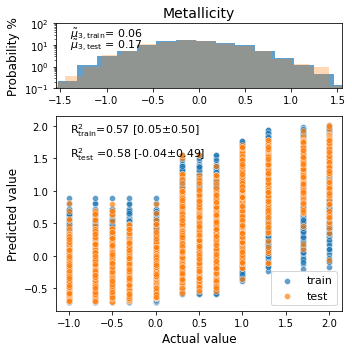 Metallicity
Probability %
10²
10¹
10⁰
10⁻¹
μ̃₃, train= 0.06
μ̃₃, test = 0.17
−1.5 −1.0 −0.5 0.0 0.5 1.0 1.5
Predicted value
2.0
1.5
1.0
0.5
0.0
−0.5
R²train=0.57 [0.05±0.50]
R²test =0.58 [-0.04±0.49]
train
test
−1.0 −0.5 0.0 0.5 1.0 1.5 2.0
Actual value